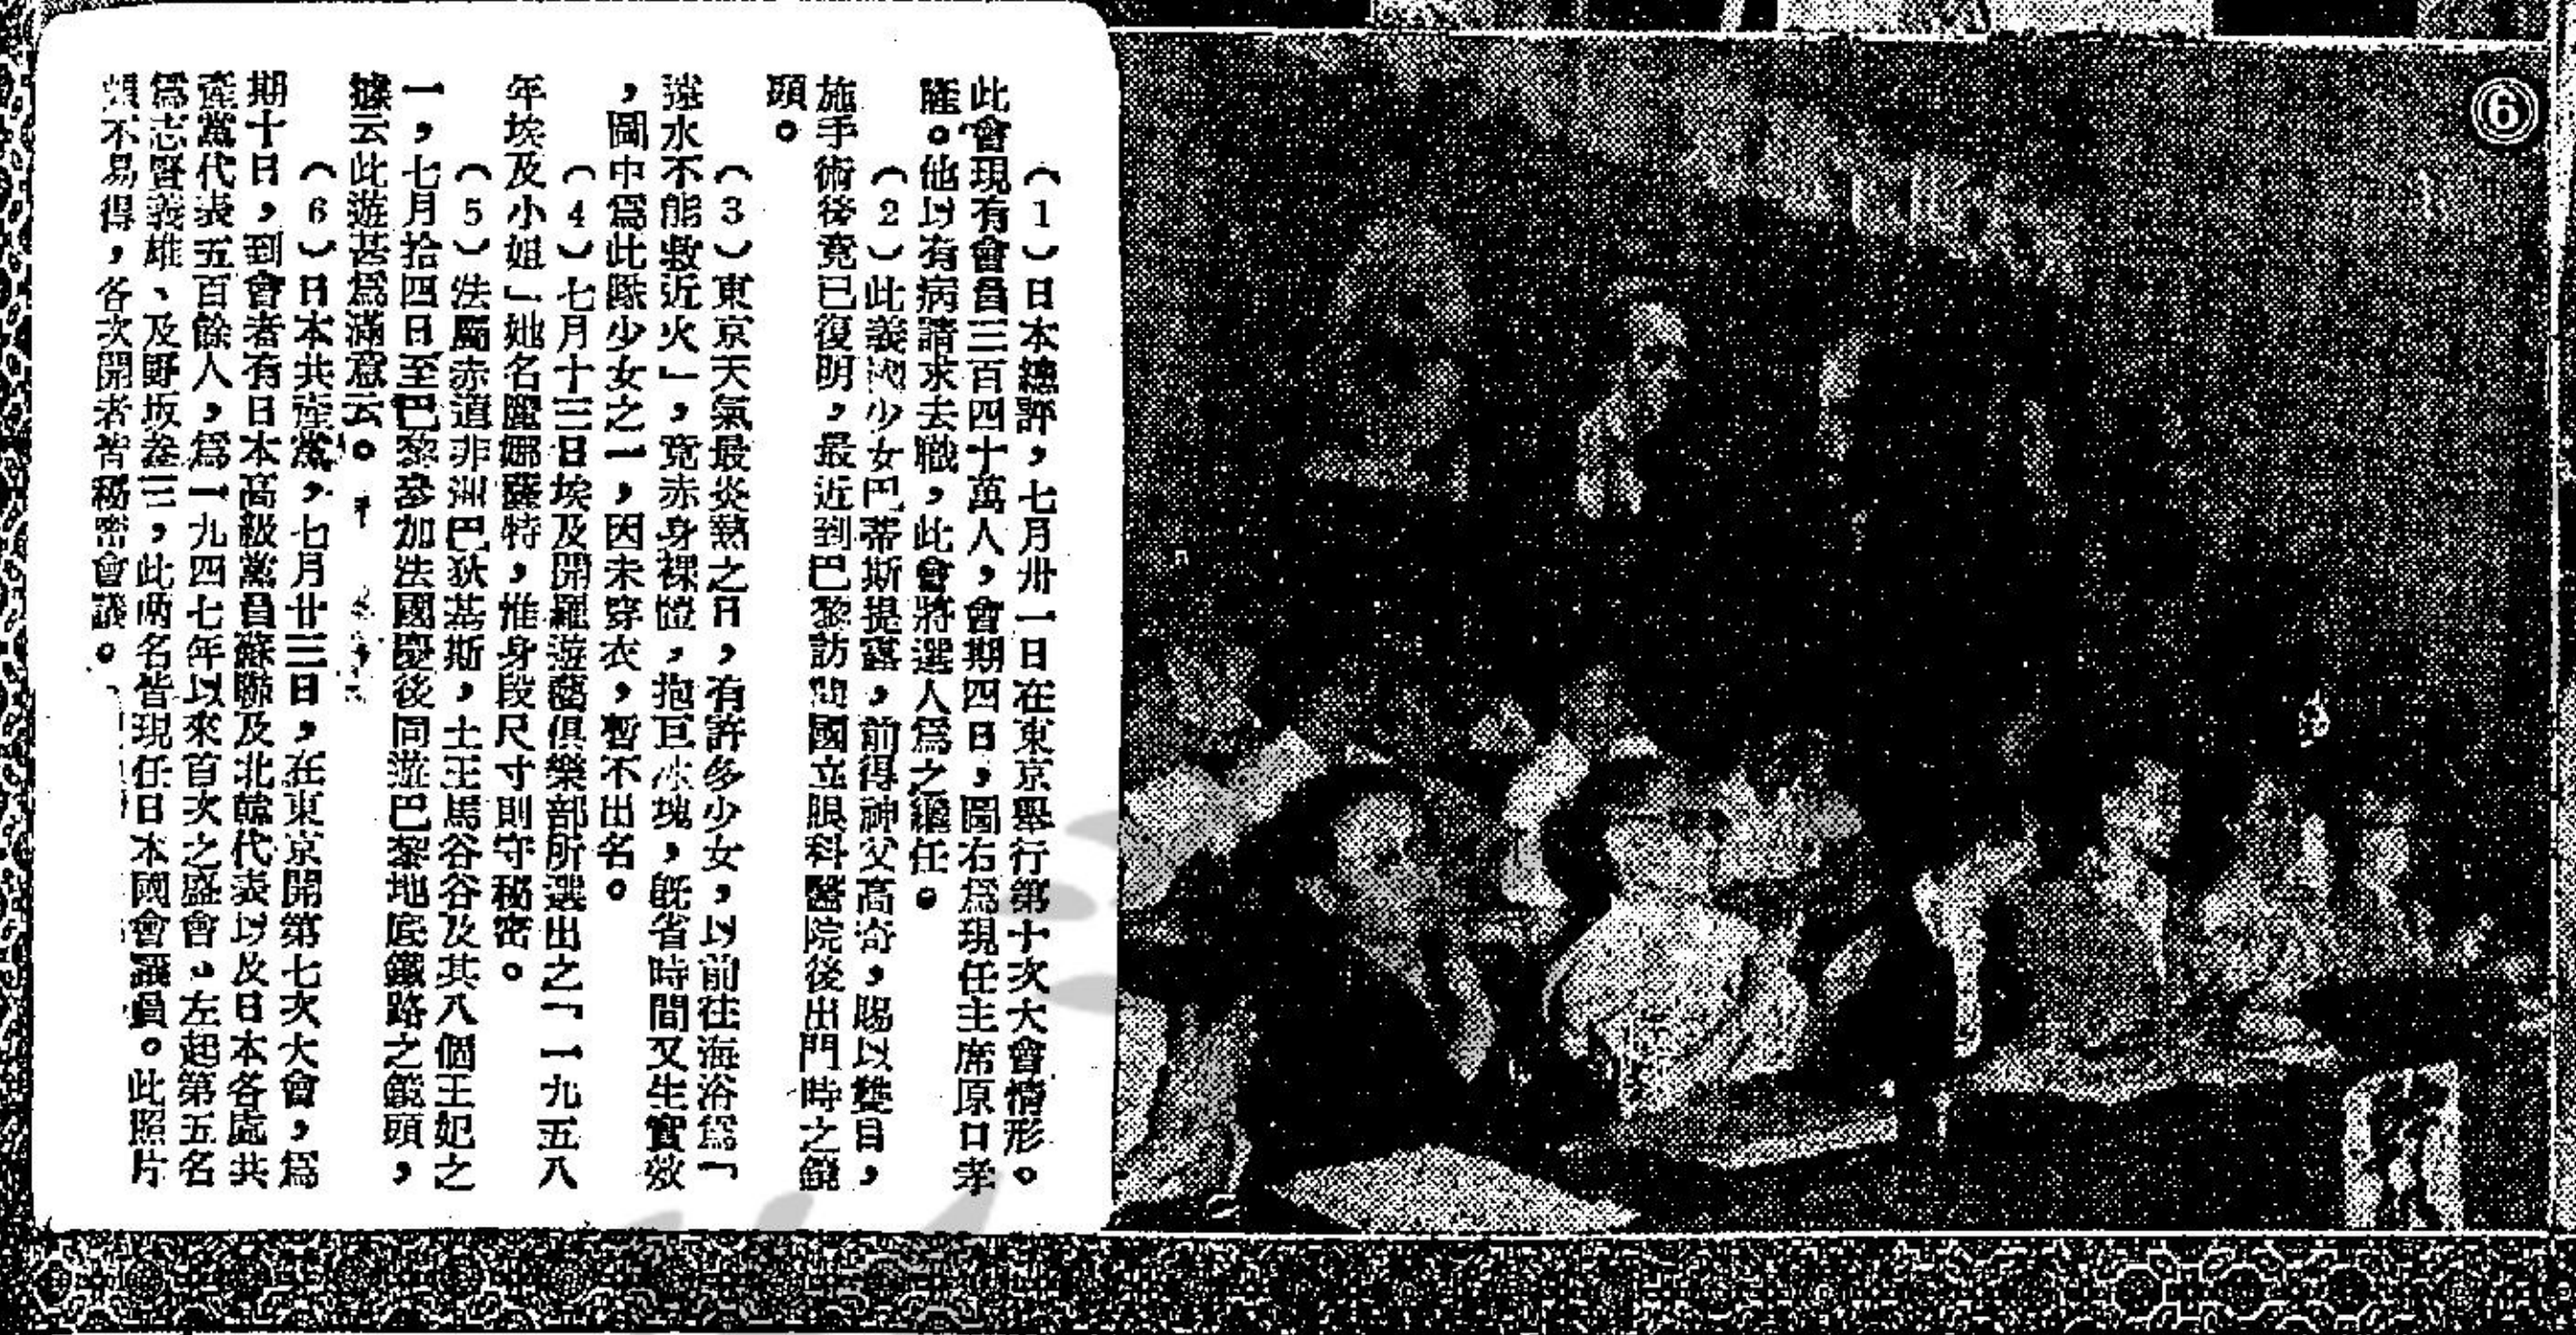 (1)日本總評，七月卅一日在東京舉行第十次大會情形。
此會現有會員三百四十萬人，會期四日，圖右爲現任主席原口孝
隆。他以有病請求去職，此會將選人爲之繼任。
(2)此義國少女巴蒂斯提露，前得神父高奇，賜以雙目，
施手術後竟已復明，最近到巴黎訪問國立眼科醫院後出門時之鏡
頭。
(3)東京天氣最炎熱之日，有許多少女，以前往海浴爲「
遠水不能救近火」，竟赤身裸體，抱巨冰塊，既省時間又生實效
，圖中爲此隊少女之一，因未穿衣，暫不出名。
(4)七月十三日埃及開羅遊藝俱樂部所選出之「一九五八
年埃及小姐」她名麗娜薩特，惟身段尺寸則守秘密。
(5)法屬赤道非洲巴狄基斯，土王馬谷谷及其八個王妃之
一，七月拾四日至巴黎參加法國慶後同遊巴黎地底鐵路之鏡頭，
據云此遊甚爲滿意云。
(6)日本共產黨，七月廿三日，在東京開第七次大會，爲
期十日，到會者有日本高級黨員蘇聯及北韓代表以及日本各處共
產黨代表五百餘人，爲一九四七年以來首次之盛會。左起第五名
爲志賀義雄、及野坂叁三，此兩名皆現任日本國會議員。此照片
頗不易得，各次開者皆秘密會議。
⑥